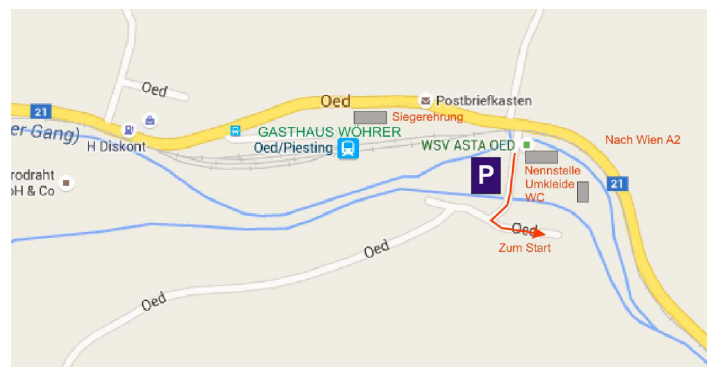 Oed
21
Oed
Postbriefkasten
Siegerehrung
er Gang)
GASTHAUS WÖHRER
Nach Wien A2
H Diskont
Oed/Piesting
WSV ASTA OED
Nennstelle
Umkleide
WC
rodraht
oH & Co
P
21
Oed
Zum Start
Oed
Oed